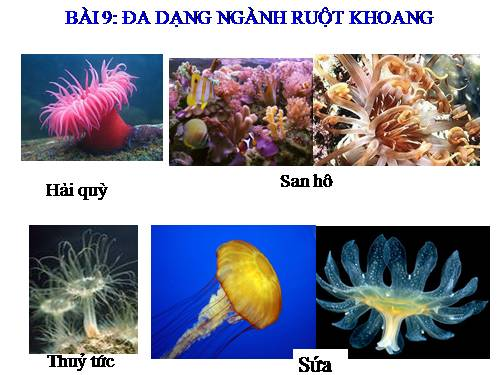 BÀI 9: ĐA DẠNG NGÀNH RUỘT KHOANG
Hải quỳ
San hô
Thuỷ tức
Sứa